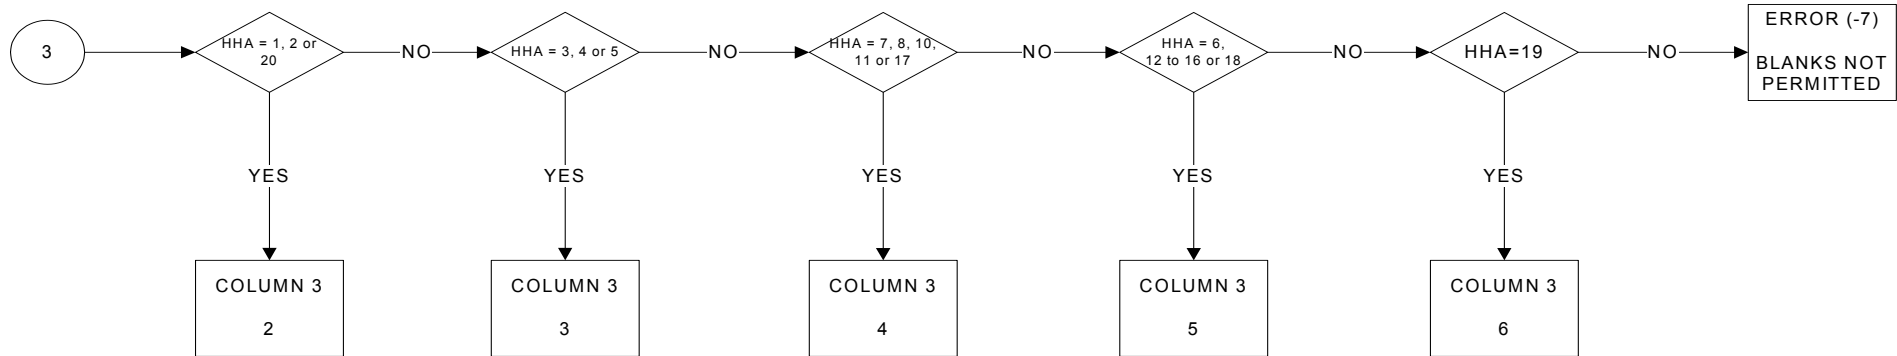 3
HHA = 1, 2 or
20
NO
HHA = 3, 4 or 5
NO
HHA = 7, 8, 10,
11 or 17
NO
HHA = 6,
12 to 16 or 18
NO
HHA=19
NO
ERROR (-7)
BLANKS NOT
PERMITTED
YES
YES
YES
YES
YES
COLUMN 3
2
COLUMN 3
3
COLUMN 3
4
COLUMN 3
5
COLUMN 3
6